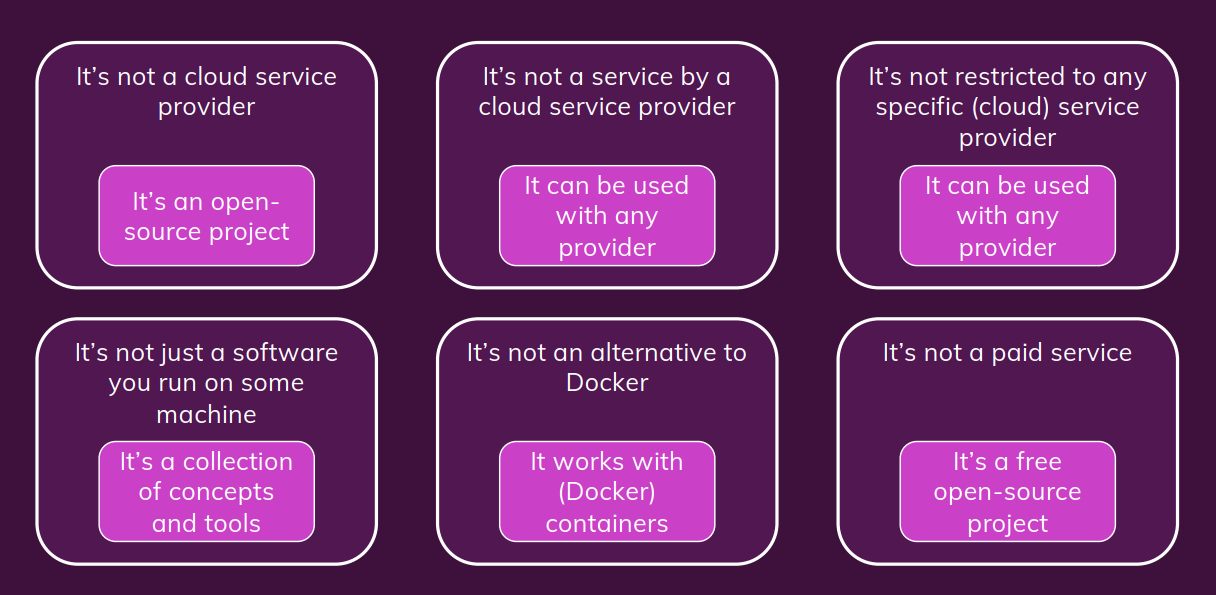 It’s not a cloud service
provider
It’s an open-
source project
It’s not a service by a
cloud service provider
It can be used
with any
provider
It’s not restricted to any
specific (cloud) service
provider
It can be used
with any
provider
It’s not just a software
you run on some
machine
It’s a collection
of concepts
and tools
It’s not an alternative to
Docker
It works with
(Docker)
containers
It’s not a paid service
It’s a free
open-source
project